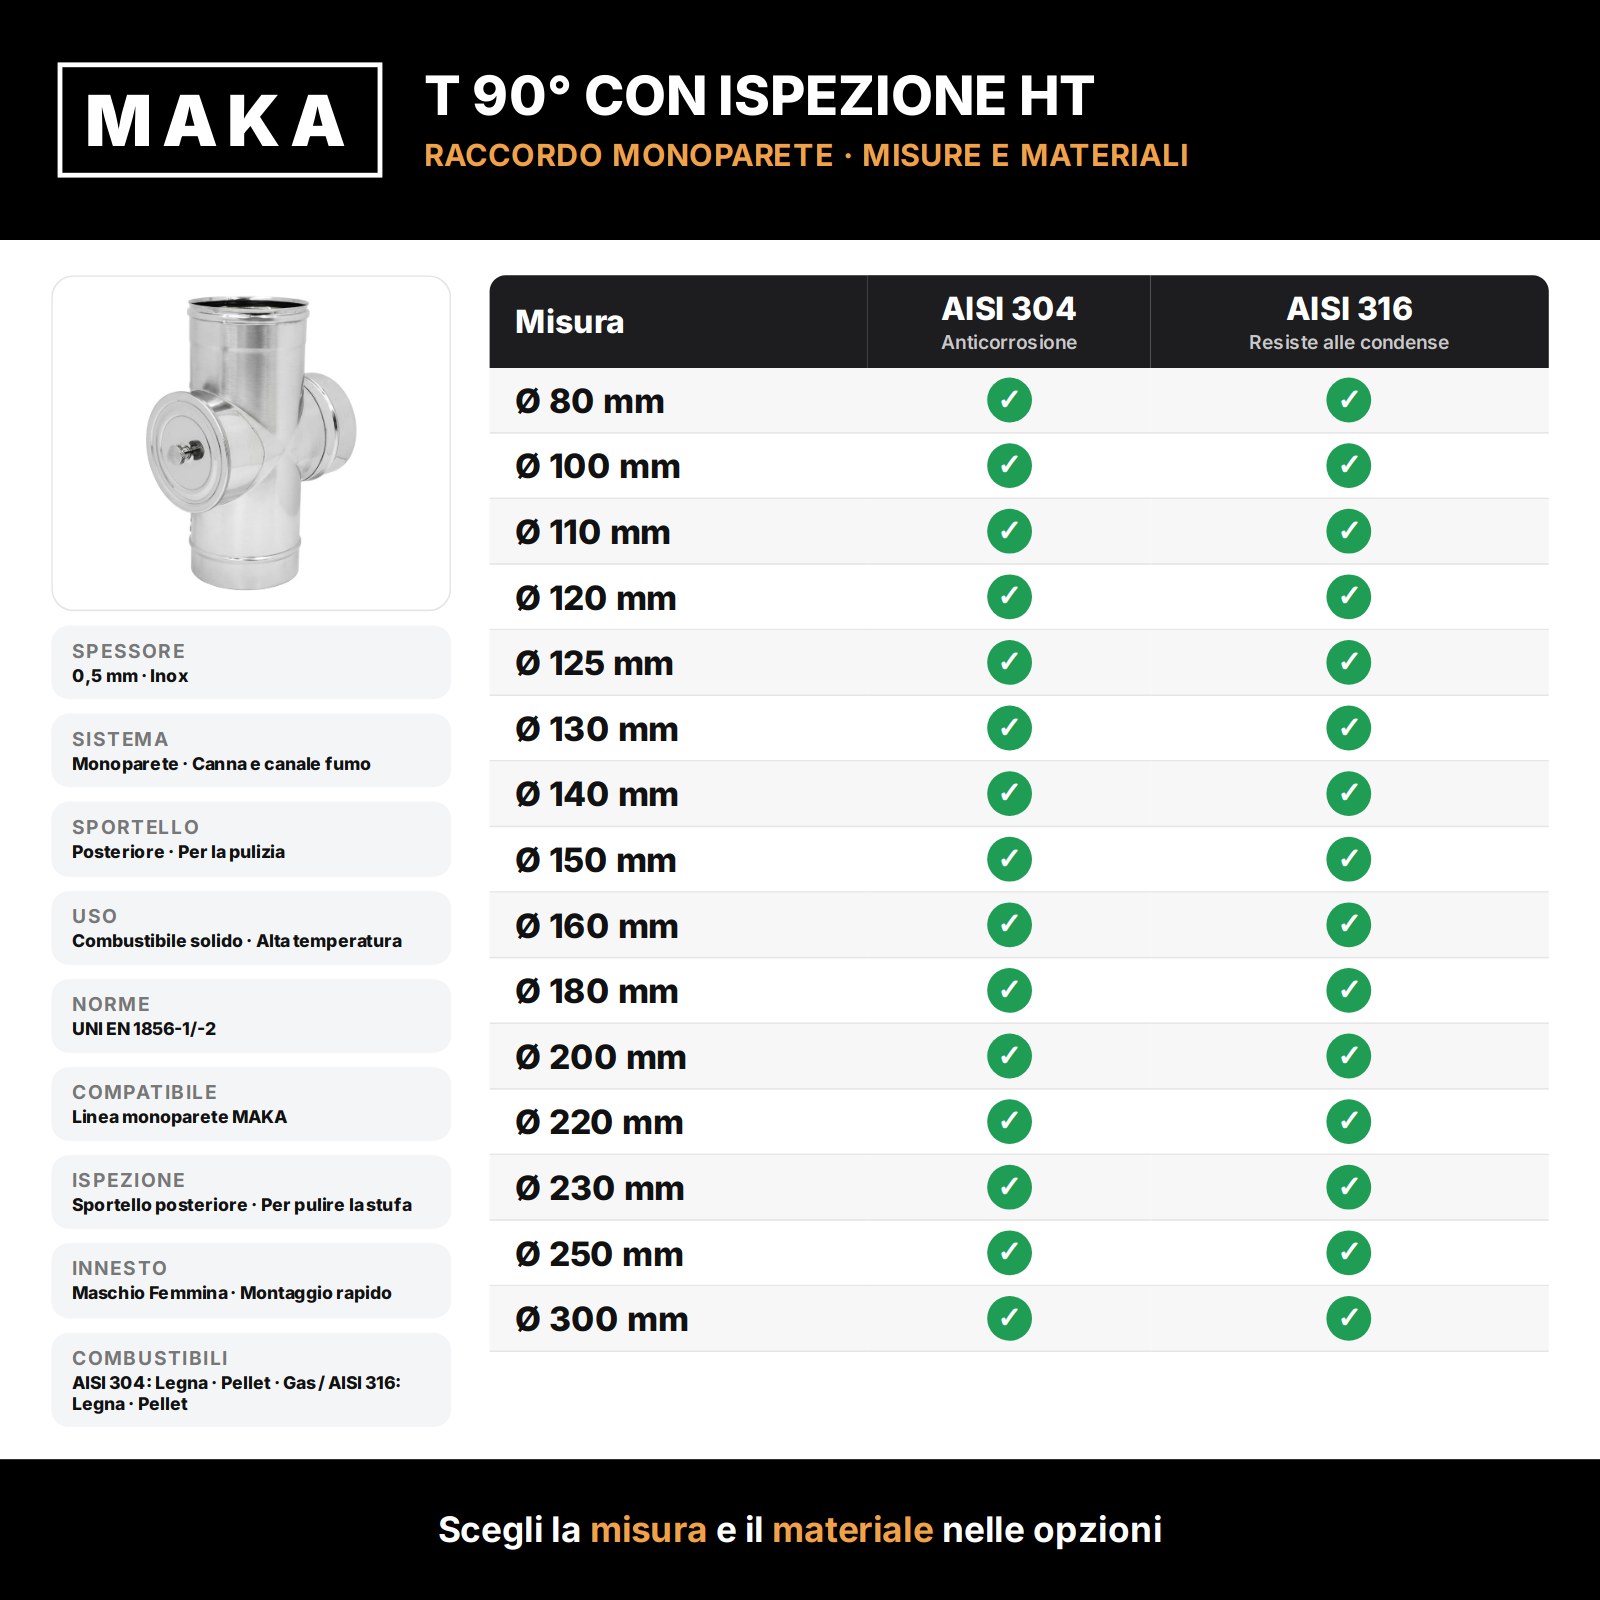 MAKA
T 90° CON ISPEZIONE HT
RACCORDO MONOPARETE · MISURE E MATERIALI
SPESSORE
0,5 mm · Inox
SISTEMA
Monoparete · Canna e canale fumo
SPORTELLO
Posteriore · Per la pulizia
USO
Combustibile solido · Alta temperatura
NORME
UNI EN 1856-1/-2
COMPATIBILE
Linea monoparete MAKA
ISPEZIONE
Sportello posteriore · Per pulire la stufa
INNESTO
Maschio Femmina · Montaggio rapido
COMBUSTIBILI
AISI 304: Legna · Pellet · Gas / AISI 316:
Legna · Pellet
Misura AISI 304 AISI 316
Anticorrosione Resiste alle condense
Ø 80 mm ✓ ✓
Ø 100 mm ✓ ✓
Ø 110 mm ✓ ✓
Ø 120 mm ✓ ✓
Ø 125 mm ✓ ✓
Ø 130 mm ✓ ✓
Ø 140 mm ✓ ✓
Ø 150 mm ✓ ✓
Ø 160 mm ✓ ✓
Ø 180 mm ✓ ✓
Ø 200 mm ✓ ✓
Ø 220 mm ✓ ✓
Ø 230 mm ✓ ✓
Ø 250 mm ✓ ✓
Ø 300 mm ✓ ✓
Scegli la misura e il materiale nelle opzioni